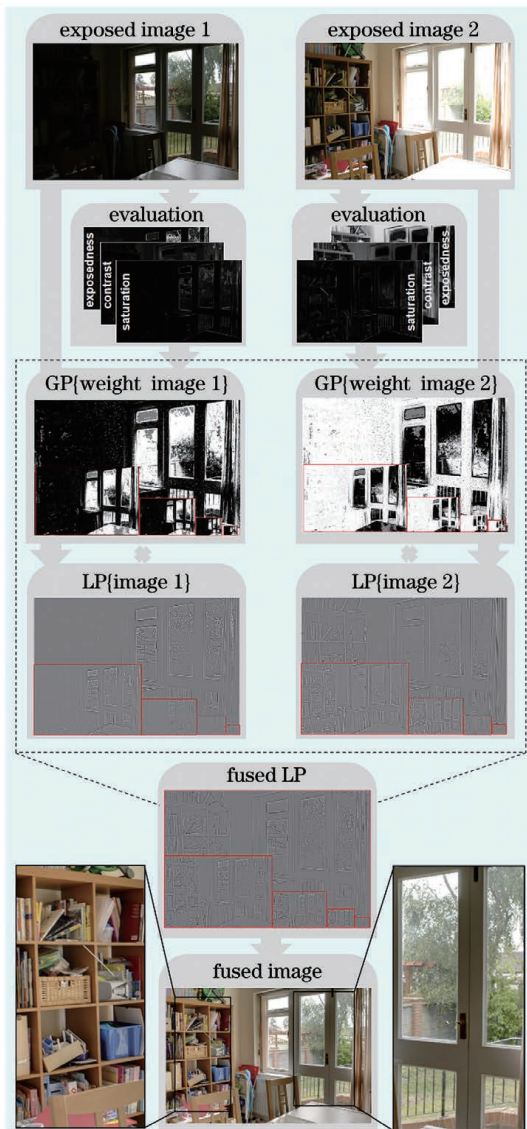 exposed image 1
exposed image 2
evaluation
evaluation
exposedness
contrast
saturation
saturation
contrast
exposedness
GP{weight image 1}
GP{weight image 2}
LP{image 1}
LP{image 2}
fused LP
fused image